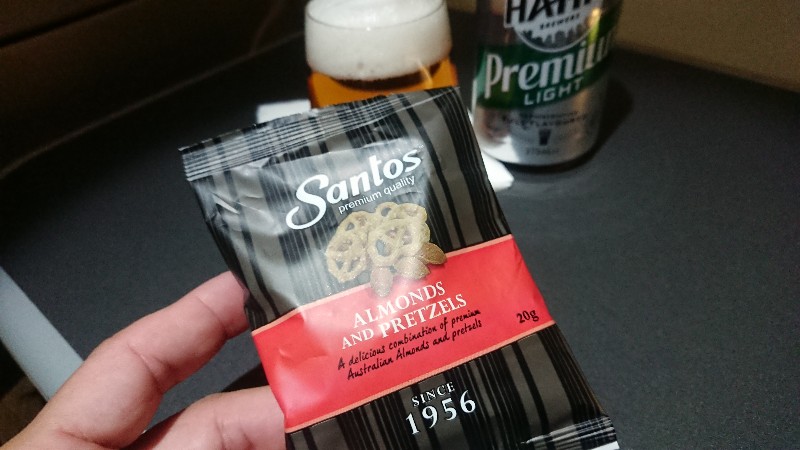 Premium
LIGHT
Santos
premium quality
ALMONDS
AND PRETZELS
A delicious combination of premium
Australian Almonds and pretzels
20g
SINCE
1956